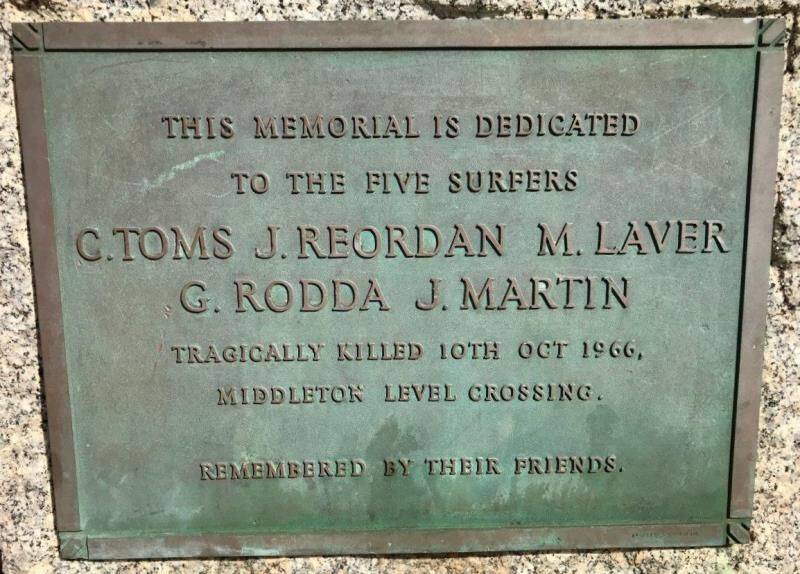 THIS MEMORIAL IS DEDICATED
TO THE FIVE SURFERS
C. TOMS J. REORDAN M. LAVER
G. RODDA J. MARTIN
TRAGICALLY KILLED 10TH OCT 1966,
MIDDLETON LEVEL CROSSING.
REMEMBERED BY THEIR FRIENDS.